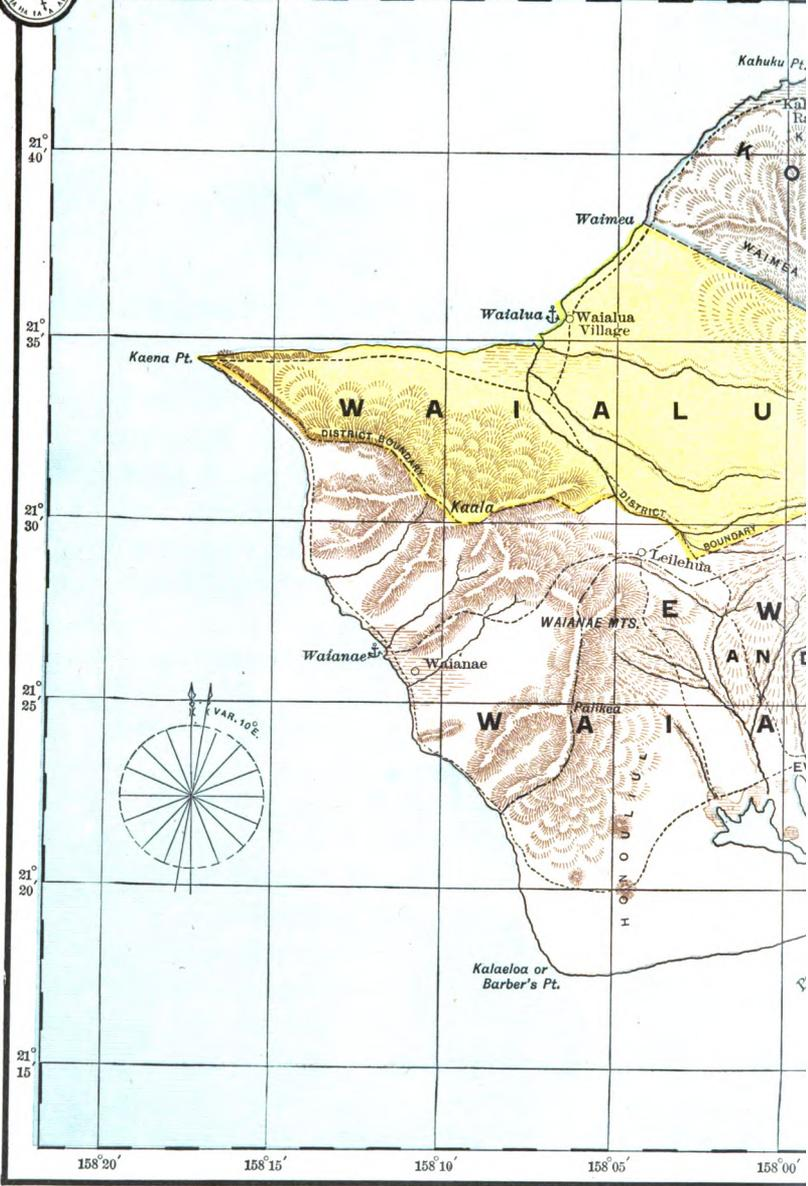 Kahuku Pt.
21°
40'
K
O
Waimea
WAIMEA
Waialua
Waialua
Village
21°
35'
Kaena Pt.
W A I A L U
DISTRICT BOUNDARY
Kaala
DISTRICT
BOUNDARY
21°
30'
Leilehua
E W
WAIANAE MTS.
Waianae
Waianae
A N D
21°
25'
VAR. 10°E.
Palikea
W A I A
HONOULIULI
21°
20'
Kalaeloa or
Barber's Pt.
21°
15'
158°20'
158°15'
158°10'
158°05'
158°00'